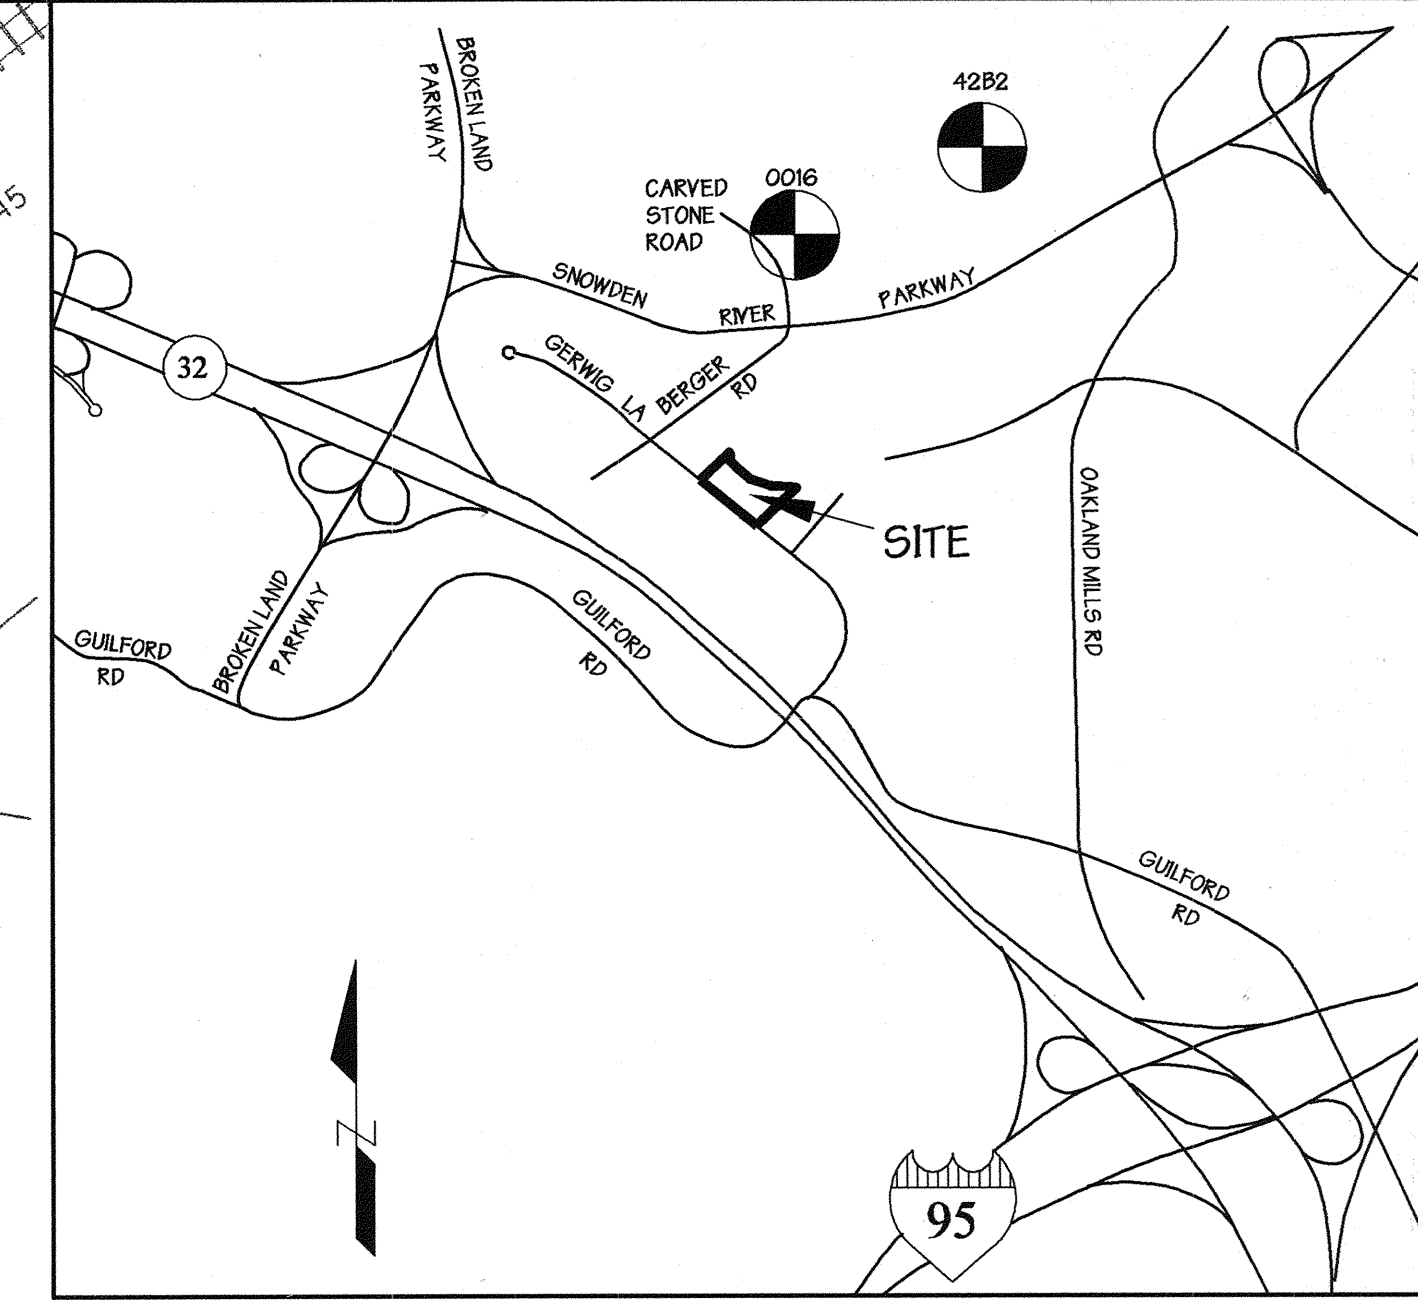 BROKEN LAND
PARKWAY
42B2
0016
CARVED
STONE
ROAD
45
SNOWDEN
RIVER
PARKWAY
GERWIG
LA
BERGER
RD
32
SITE
OAKLAND MILLS RD
BROKEN LAND
PARKWAY
GUILFORD
RD
GUILFORD
RD
GUILFORD
RD
N
95